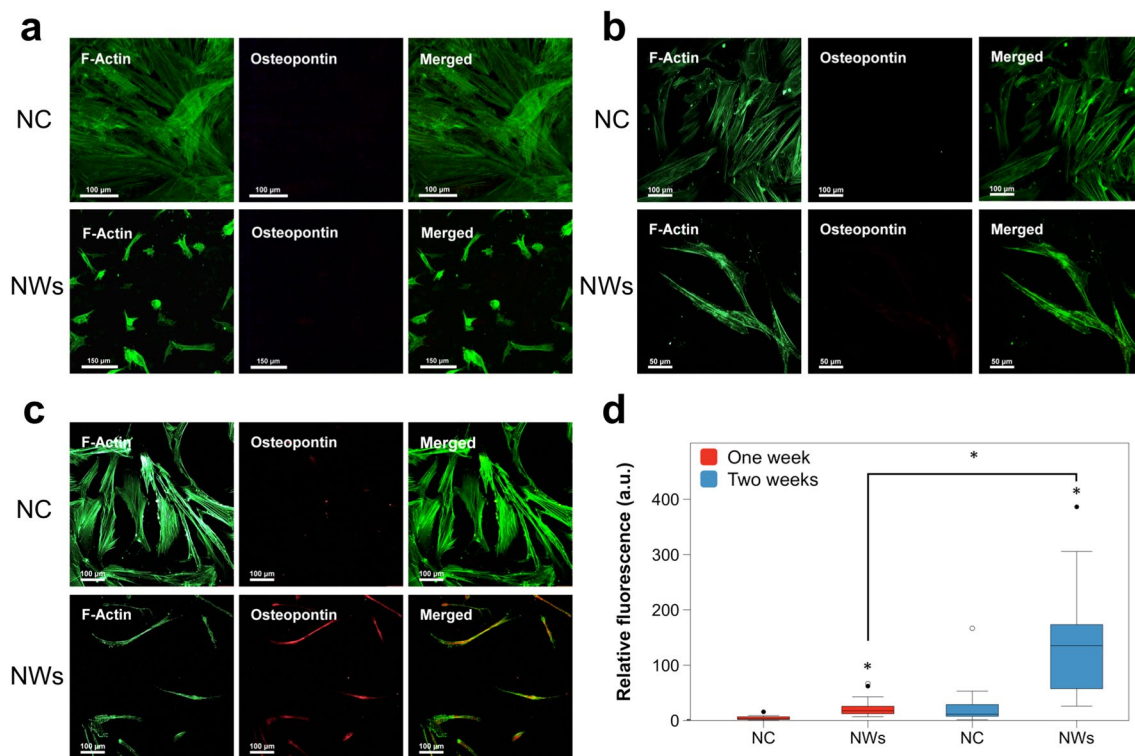 a
NC
F-Actin
Osteopontin
Merged
100 µm
100 µm
100 µm
NWs
F-Actin
Osteopontin
Merged
150 µm
150 µm
150 µm
b
NC
F-Actin
Osteopontin
Merged
100 µm
100 µm
100 µm
NWs
F-Actin
Osteopontin
Merged
50 µm
50 µm
50 µm
c
NC
F-Actin
Osteopontin
Merged
100 µm
100 µm
100 µm
NWs
F-Actin
Osteopontin
Merged
100 µm
100 µm
100 µm
d
One week
Two weeks
Relative fluorescence (a.u.)
400
300
200
100
0
*
*
*
NC
NWs
NC
NWs